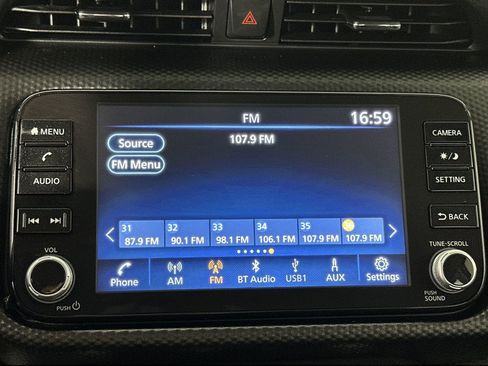 FM
16:59
MENU
AUDIO
VOL
PUSH
Source
FM Menu
107.9 FM
31 32 33 34 35
87.9 FM 90.1 FM 98.1 FM 106.1 FM 107.9 FM 107.9 FM
Phone AM FM BT Audio USB1 AUX Settings
CAMERA
SETTING
BACK
TUNE·SCROLL
PUSH
SOUND